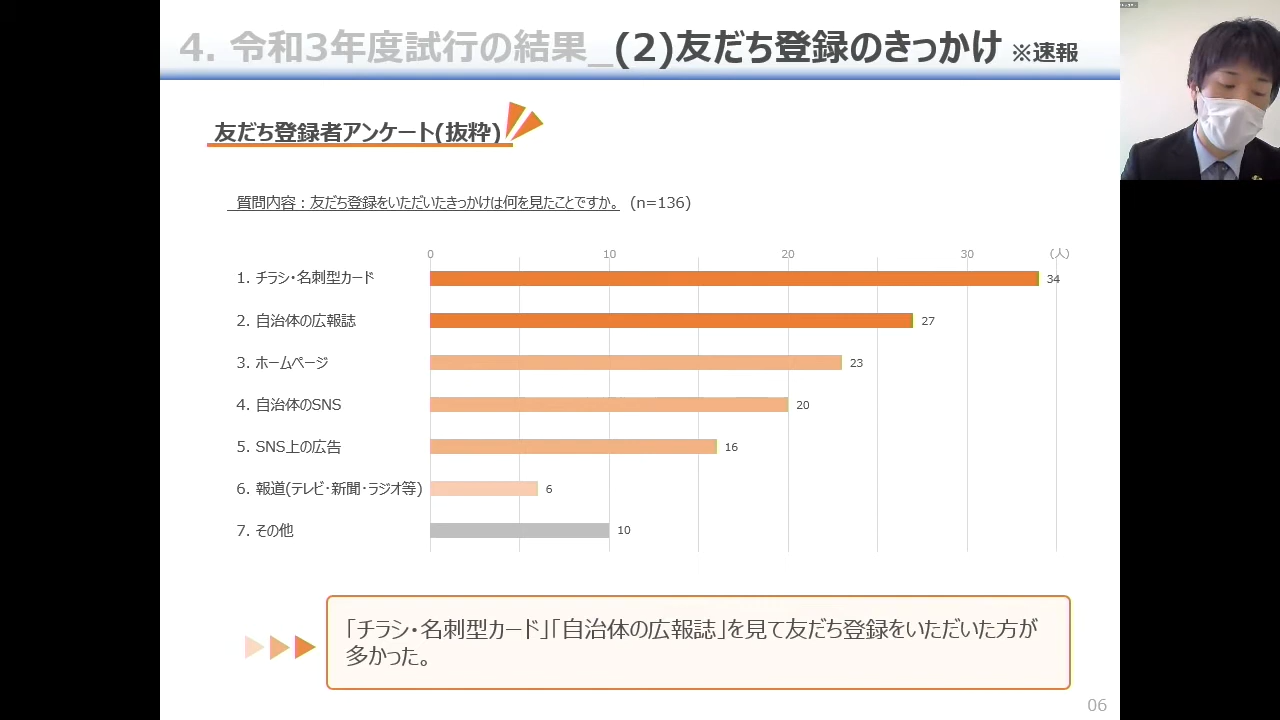 4. 令和3年度試行の結果_(2)友だち登録のきっかけ ※速報
友だち登録者アンケート(抜粋)
質問内容：友だち登録をいただいたきっかけは何を見たことですか。 (n=136)
0 10 20 30 (人)
1. チラシ・名刺型カード 34
2. 自治体の広報誌 27
3. ホームページ 23
4. 自治体のSNS 20
5. SNS上の広告 16
6. 報道(テレビ・新聞・ラジオ等) 6
7. その他 10
「チラシ・名刺型カード」「自治体の広報誌」を見て友だち登録をいただいた方が
多かった。
06